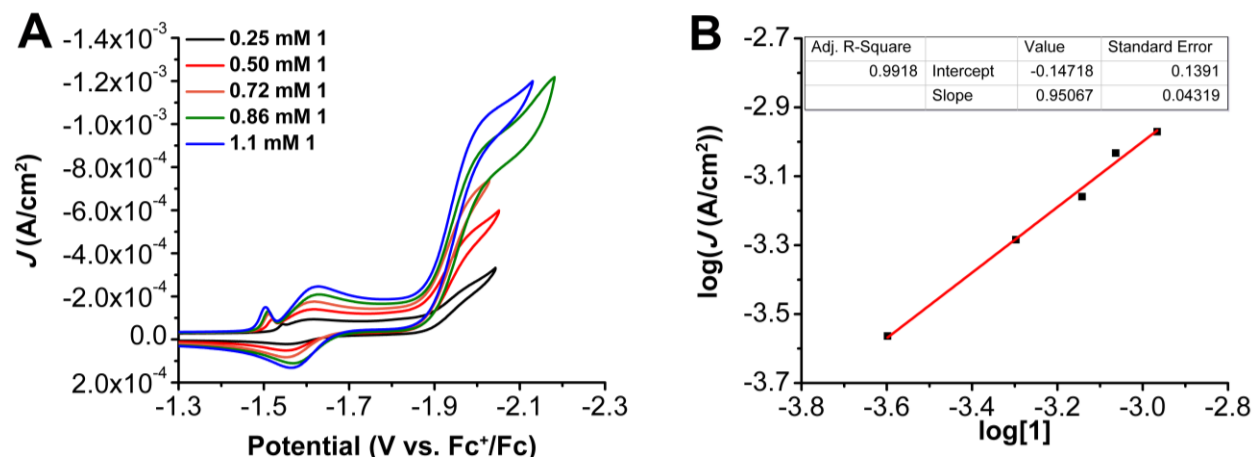 A
0.25 mM 1
0.50 mM 1
0.72 mM 1
0.86 mM 1
1.1 mM 1
J (A/cm²)
-1.4x10⁻³
-1.2x10⁻³
-1.0x10⁻³
-8.0x10⁻⁴
-6.0x10⁻⁴
-4.0x10⁻⁴
-2.0x10⁻⁴
0.0
2.0x10⁻⁴
-1.3 -1.5 -1.7 -1.9 -2.1 -2.3
Potential (V vs. Fc⁺/Fc)
B
Adj. R-Square Value Standard Error
0.9918 Intercept -0.14718 0.1391
Slope 0.95067 0.04319
log(J (A/cm²))
-2.7
-2.9
-3.1
-3.3
-3.5
-3.7
-3.8 -3.6 -3.4 -3.2 -3.0 -2.8
log[1]